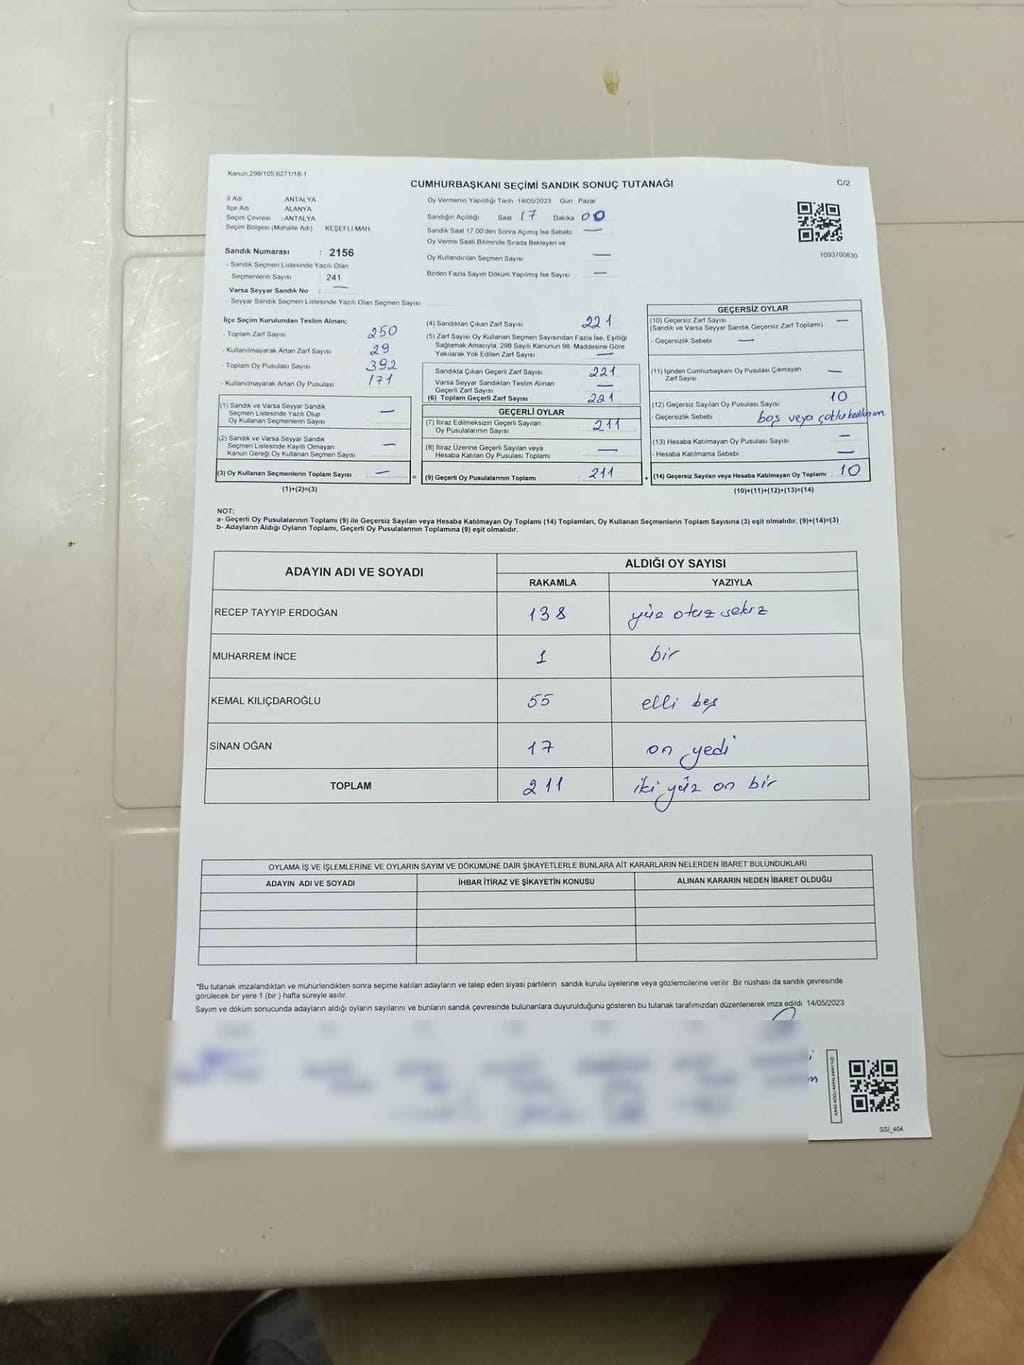 Kanun:298/105.6271/18-1
CUMHURBAŞKANI SEÇİMİ SANDIK SONUÇ TUTANAĞI
C/2
İl Adı ANTALYA
İlçe Adı ALANYA
Seçim Çevresi : ANTALYA
Seçim Bölgesi (Mahalle Adı) KEŞEFLİ MAH.
Sandık Numarası : 2156
- Sandık Seçmen Listesinde Yazılı Olan
Seçmenlerin Sayısı : 241
Varsa Seyyar Sandık No : —
- Seyyar Sandık Seçmen Listesinde Yazılı Olan Seçmen Sayısı
Oy Vermenin Yapıldığı Tarih 14/05/2023 Gün : Pazar
Sandığın Açıldığı Saat 17 Dakika 00
Sandık Saat 17.00'den Sonra Açılmış İse Sebebi —
Oy Verme Saati Bitiminde Sırada Bekleyen ve
Oy Kullandırılan Seçmen Sayısı —
Birden Fazla Sayım Döküm Yapılmış İse Sayısı —
1093700830
İlçe Seçim Kurulundan Teslim Alınan;
- Toplam Zarf Sayısı 250
- Kullanılmayarak Artan Zarf Sayısı 29
- Toplam Oy Pusulası Sayısı 392
- Kullanılmayarak Artan Oy Pusulası 171
(1) Sandık ve Varsa Seyyar Sandık
Seçmen Listesinde Yazılı Olup
Oy Kullanan Seçmenlerin Sayısı —
(2) Sandık ve Varsa Seyyar Sandık
Seçmen Listesinde Kayıtlı Olmayan
Kanun Gereği Oy Kullanan Seçmen Sayısı —
(3) Oy Kullanan Seçmenlerin Toplam Sayısı —
(1)+(2)=(3)
=
(4) Sandıktan Çıkan Zarf Sayısı 221
(5) Zarf Sayısı Oy Kullanan Seçmen Sayısından Fazla İse, Eşitliği
Sağlamak Amacıyla, 298 Sayılı Kanunun 98. Maddesine Göre
Yakılarak Yok Edilen Zarf Sayısı —
Sandıkta Çıkan Geçerli Zarf Sayısı : 221
Varsa Seyyar Sandıktan Teslim Alınan
Geçerli Zarf Sayısı —
(6) Toplam Geçerli Zarf Sayısı : 221
GEÇERLİ OYLAR
(7) İtiraz Edilmeksizin Geçerli Sayılan
Oy Pusulalarının Sayısı : 211
(8) İtiraz Üzerine Geçerli Sayılan veya
Hesaba Katılan Oy Pusulası Toplamı —
(9) Geçerli Oy Pusulalarının Toplamı : 211
+
GEÇERSİZ OYLAR
(10) Geçersiz Zarf Sayısı —
(Sandık ve Varsa Seyyar Sandık Geçersiz Zarf Toplamı)
- Geçersizlik Sebebi : —
(11) İçinden Cumhurbaşkanı Oy Pusulası Çıkmayan
Zarf Sayısı —
(12) Geçersiz Sayılan Oy Pusulası Sayısı 10
- Geçersizlik Sebebi : boş veya
(13) Hesaba Katılmayan Oy Pusulası Sayısı —
- Hesaba Katılmama Sebebi —
(14) Geçersiz Sayılan veya Hesaba Katılmayan Oy Toplamı : 10
(10)+(11)+(12)+(13)=(14)
NOT:
a- Geçerli Oy Pusulalarının Toplamı (9) ile Geçersiz Sayılan veya Hesaba Katılmayan Oy Toplamı (14) Toplamları, Oy Kullanan Seçmenlerin Toplam Sayısına (3) eşit olmalıdır. (9)+(14)=(3)
b- Adayların Aldığı Oyların Toplamı, Geçerli Oy Pusulalarının Toplamına (9) eşit olmalıdır.
ADAYIN ADI VE SOYADI
ALDIĞI OY SAYISI
RAKAMLA YAZIYLA
RECEP TAYYİP ERDOĞAN 138 yüz otuz sekiz
MUHARREM İNCE 1 bir
KEMAL KILIÇDAROĞLU 55 elli beş
SİNAN OĞAN 17 on yedi
TOPLAM 211 iki yüz on bir
OYLAMA İŞ VE İŞLEMLERİNE VE OYLARIN SAYIM VE DÖKÜMÜNE DAİR ŞİKAYETLERLE BUNLARA AİT KARARLARIN NELERDEN İBARET BULUNDUKLARI
ADAYIN ADI VE SOYADI İHBAR İTİRAZ VE ŞİKAYETİN KONUSU ALINAN KARARIN NEDEN İBARET OLDUĞU
*Bu tutanak imzalandıktan ve mühürlendikten sonra seçime katılan adayların ve talep eden siyasi partilerin sandık kurulu üyelerine veya gözlemcilerine verilir. Bir nüshası da sandık çevresinde
görülecek bir yere 1 (bir ) hafta süreyle asılır.
Sayım ve döküm sonucunda adayların aldığı oyların sayılarını ve bunların sandık çevresinde bulunanlara duyurulduğunu gösteren bu tutanak tarafımızdan düzenlenerek imza edildi. 14/05/2023
SSI_404